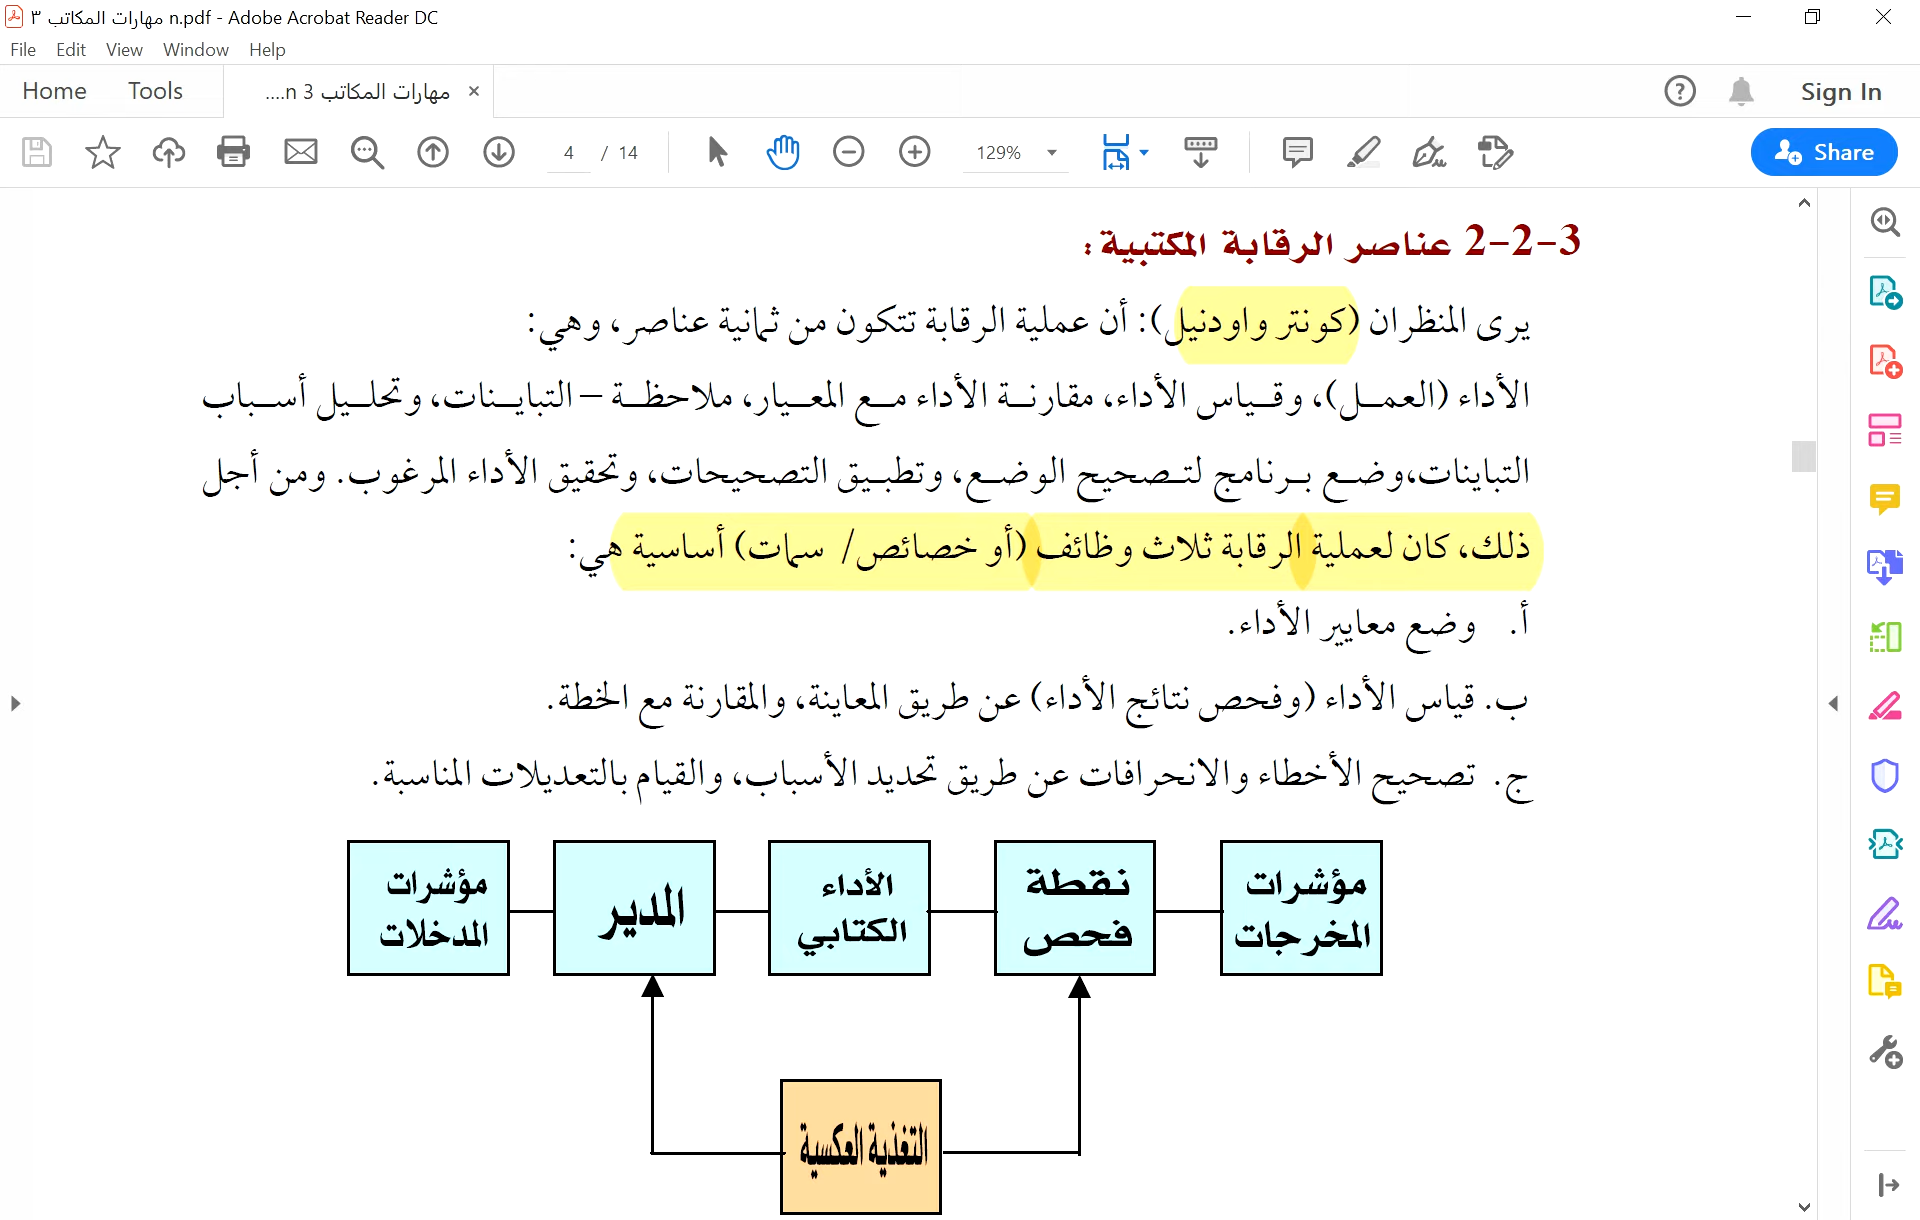 مهارات المكاتب ٣ n.pdf - Adobe Acrobat Reader DC
File Edit View Window Help
Home Tools مهارات المكاتب 3 n.... × Sign In
4 / 14 129% Share
2-2-3 عناصر الرقابة المكتبية:
يرى المنظران (كونتر واودنيل): أن عملية الرقابة تتكون من ثمانية عناصر، وهي:
الأداء (العمل)، وقياس الأداء، مقارنة الأداء مع المعيار، ملاحظة – التباينات، وتحليل أسباب
التباينات،وضع برنامج لتصحيح الوضع، وتطبيق التصحيحات، وتحقيق الأداء المرغوب. ومن أجل
ذلك، كان لعملية الرقابة ثلاث وظائف (أو خصائص/ سمات) أساسية هي:
أ. وضع معايير الأداء.
ب. قياس الأداء (وفحص نتائج الأداء) عن طريق المعاينة، والمقارنة مع الخطة.
ج. تصحيح الأخطاء والانحرافات عن طريق تحديد الأسباب، والقيام بالتعديلات المناسبة.
مؤشرات
المخرجات
نقطة
فحص
الأداء
الكتابي
المدير
مؤشرات
المدخلات
التغذية العكسية